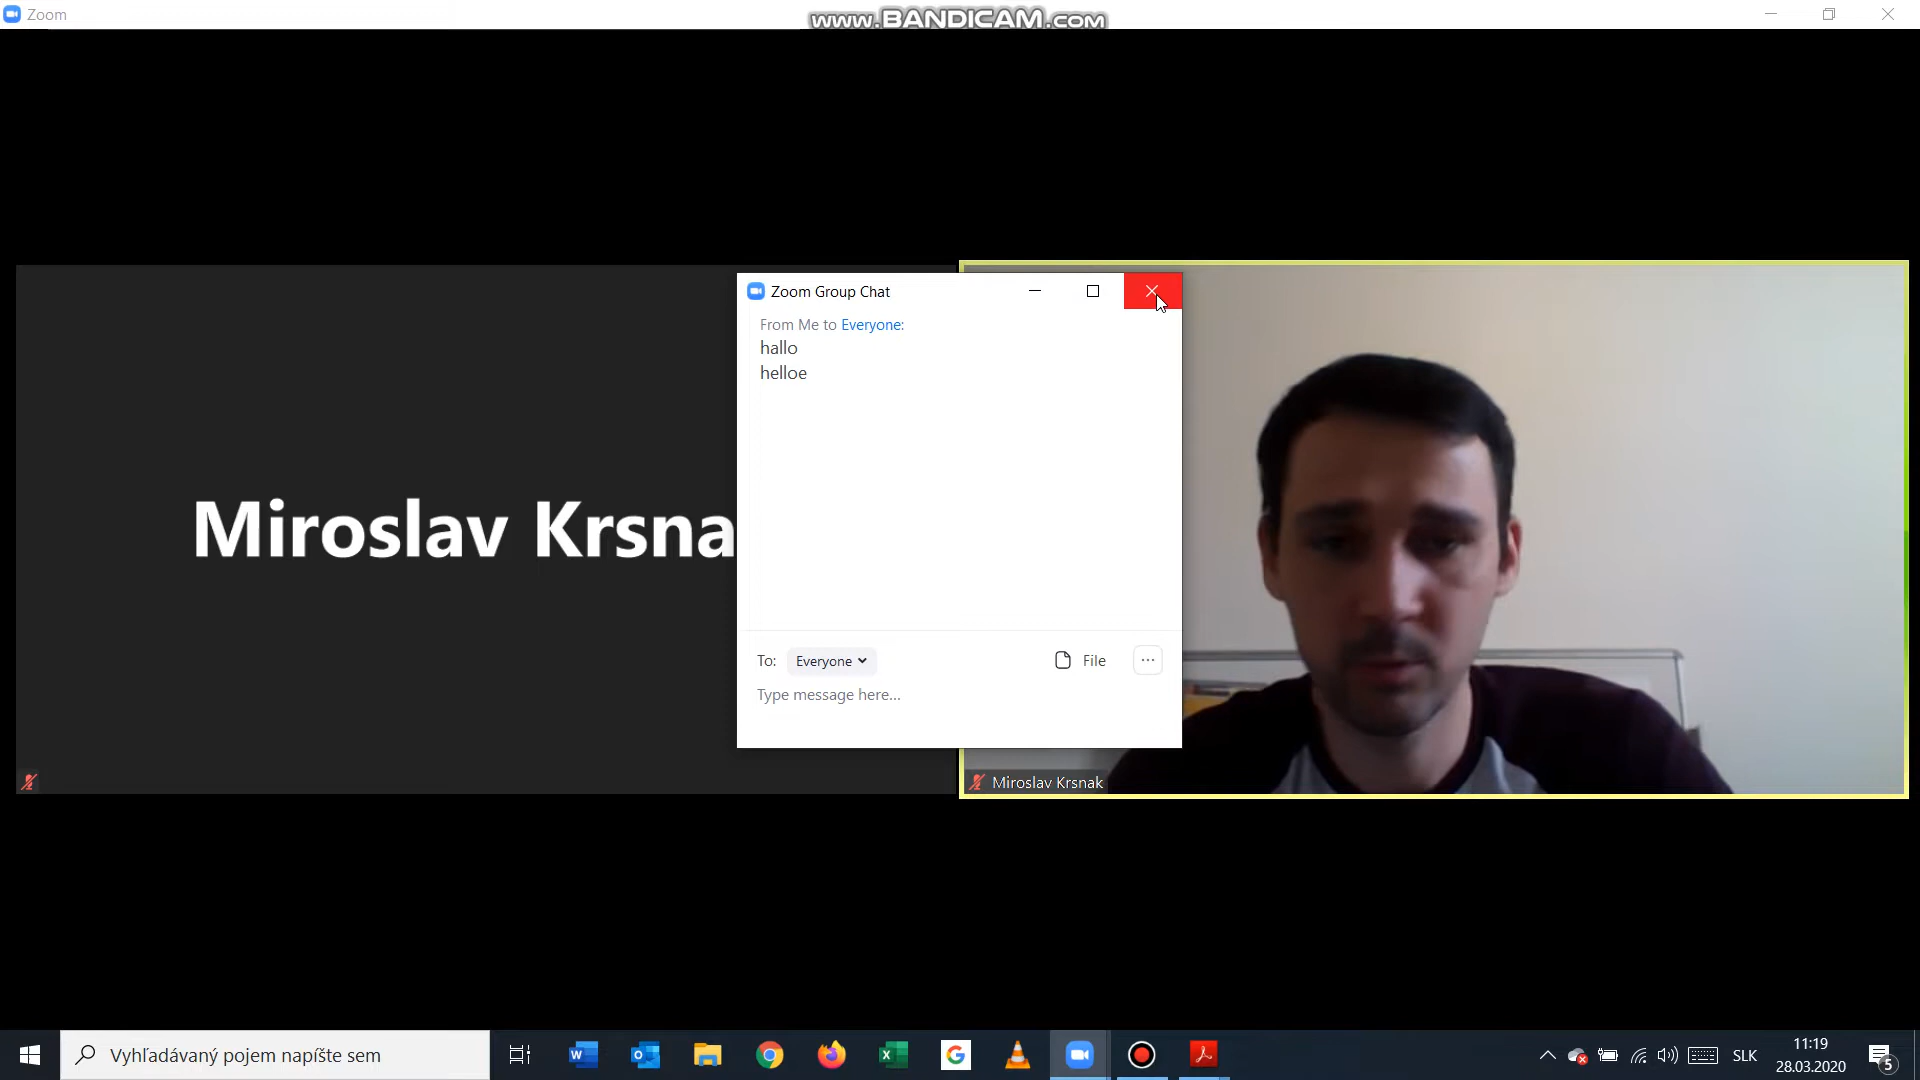 Zoom
www.BANDICAM.com
Zoom Group Chat
From Me to Everyone:
hallo
helloe
Miroslav Krsna
To: Everyone
File
Type message here...
Miroslav Krsnak
Vyhľadávaný pojem napíšte sem
SLK
11:19
28.03.2020
5